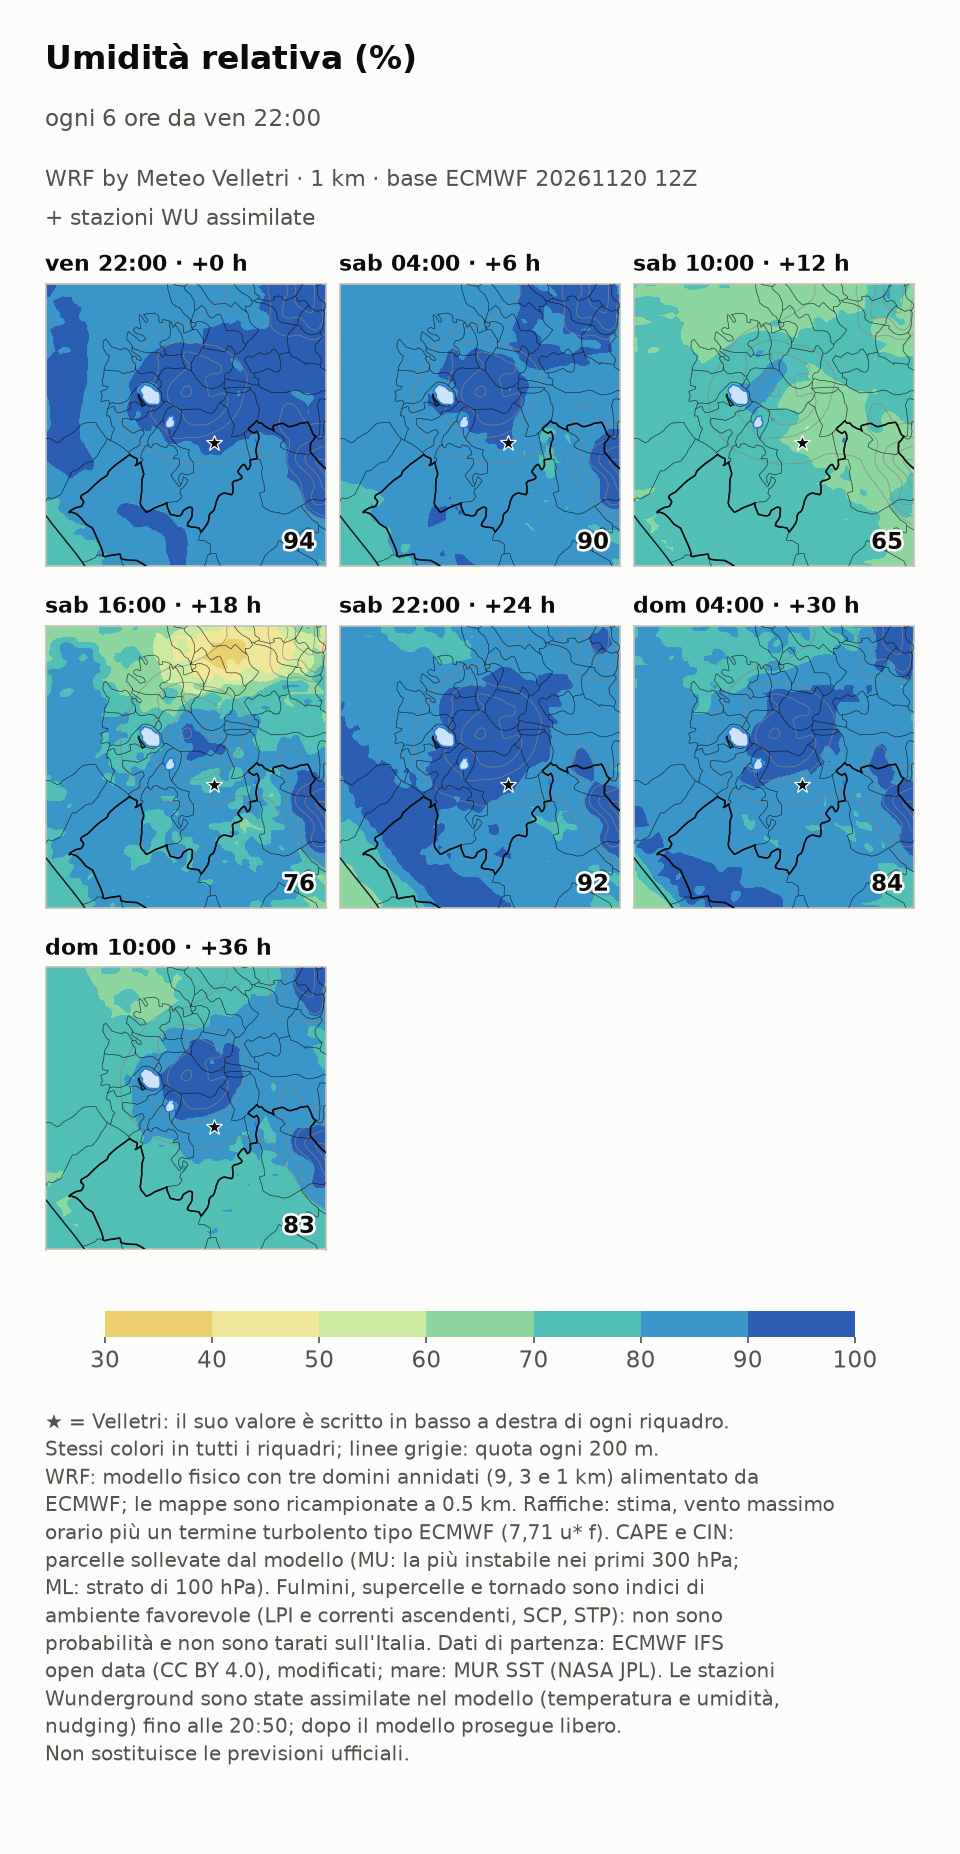 Umidità relativa (%)
ogni 6 ore da ven 22:00
WRF by Meteo Velletri · 1 km · base ECMWF 20261120 12Z
+ stazioni WU assimilate
ven 22:00 · +0 h
sab 04:00 · +6 h
sab 10:00 · +12 h
94
90
65
sab 16:00 · +18 h
sab 22:00 · +24 h
dom 04:00 · +30 h
76
92
84
dom 10:00 · +36 h
83
30 40 50 60 70 80 90 100
★ = Velletri: il suo valore è scritto in basso a destra di ogni riquadro.
Stessi colori in tutti i riquadri; linee grigie: quota ogni 200 m.
WRF: modello fisico con tre domini annidati (9, 3 e 1 km) alimentato da
ECMWF; le mappe sono ricampionate a 0.5 km. Raffiche: stima, vento massimo
orario più un termine turbolento tipo ECMWF (7,71 u* f). CAPE e CIN:
parcelle sollevate dal modello (MU: la più instabile nei primi 300 hPa;
ML: strato di 100 hPa). Fulmini, supercelle e tornado sono indici di
ambiente favorevole (LPI e correnti ascendenti, SCP, STP): non sono
probabilità e non sono tarati sull'Italia. Dati di partenza: ECMWF IFS
open data (CC BY 4.0), modificati; mare: MUR SST (NASA JPL). Le stazioni
Wunderground sono state assimilate nel modello (temperatura e umidità,
nudging) fino alle 20:50; dopo il modello prosegue libero.
Non sostituisce le previsioni ufficiali.